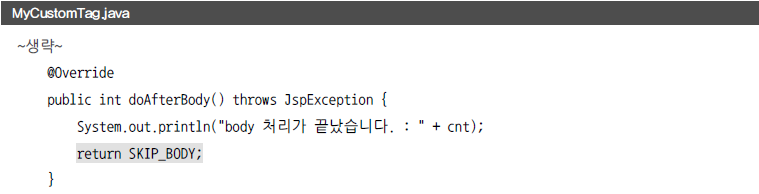 MyCustomTag.java
~생략~
@Override
public int doAfterBody() throws JspException {
System.out.println("body 처리가 끝났습니다. : " + cnt);
return SKIP_BODY;
}